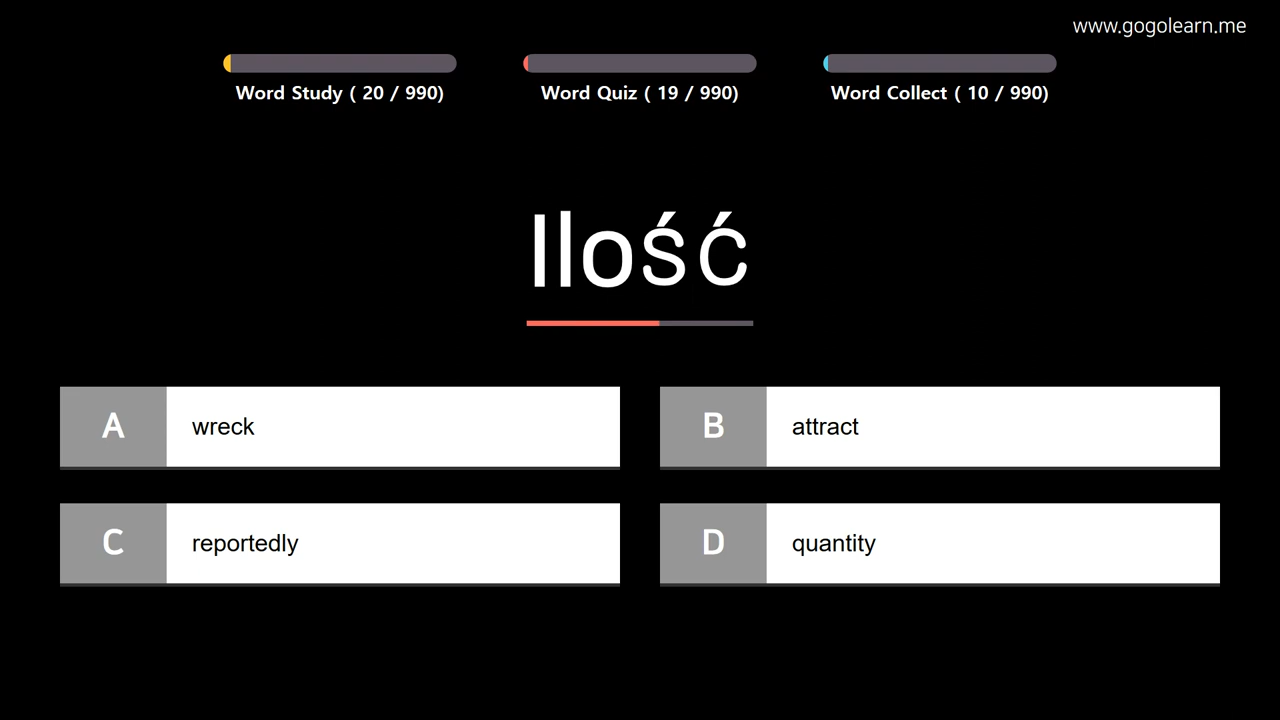 www.gogolearn.me
Word Study ( 20 / 990)
Word Quiz ( 19 / 990)
Word Collect ( 10 / 990)
Ilość
A wreck
B attract
C reportedly
D quantity